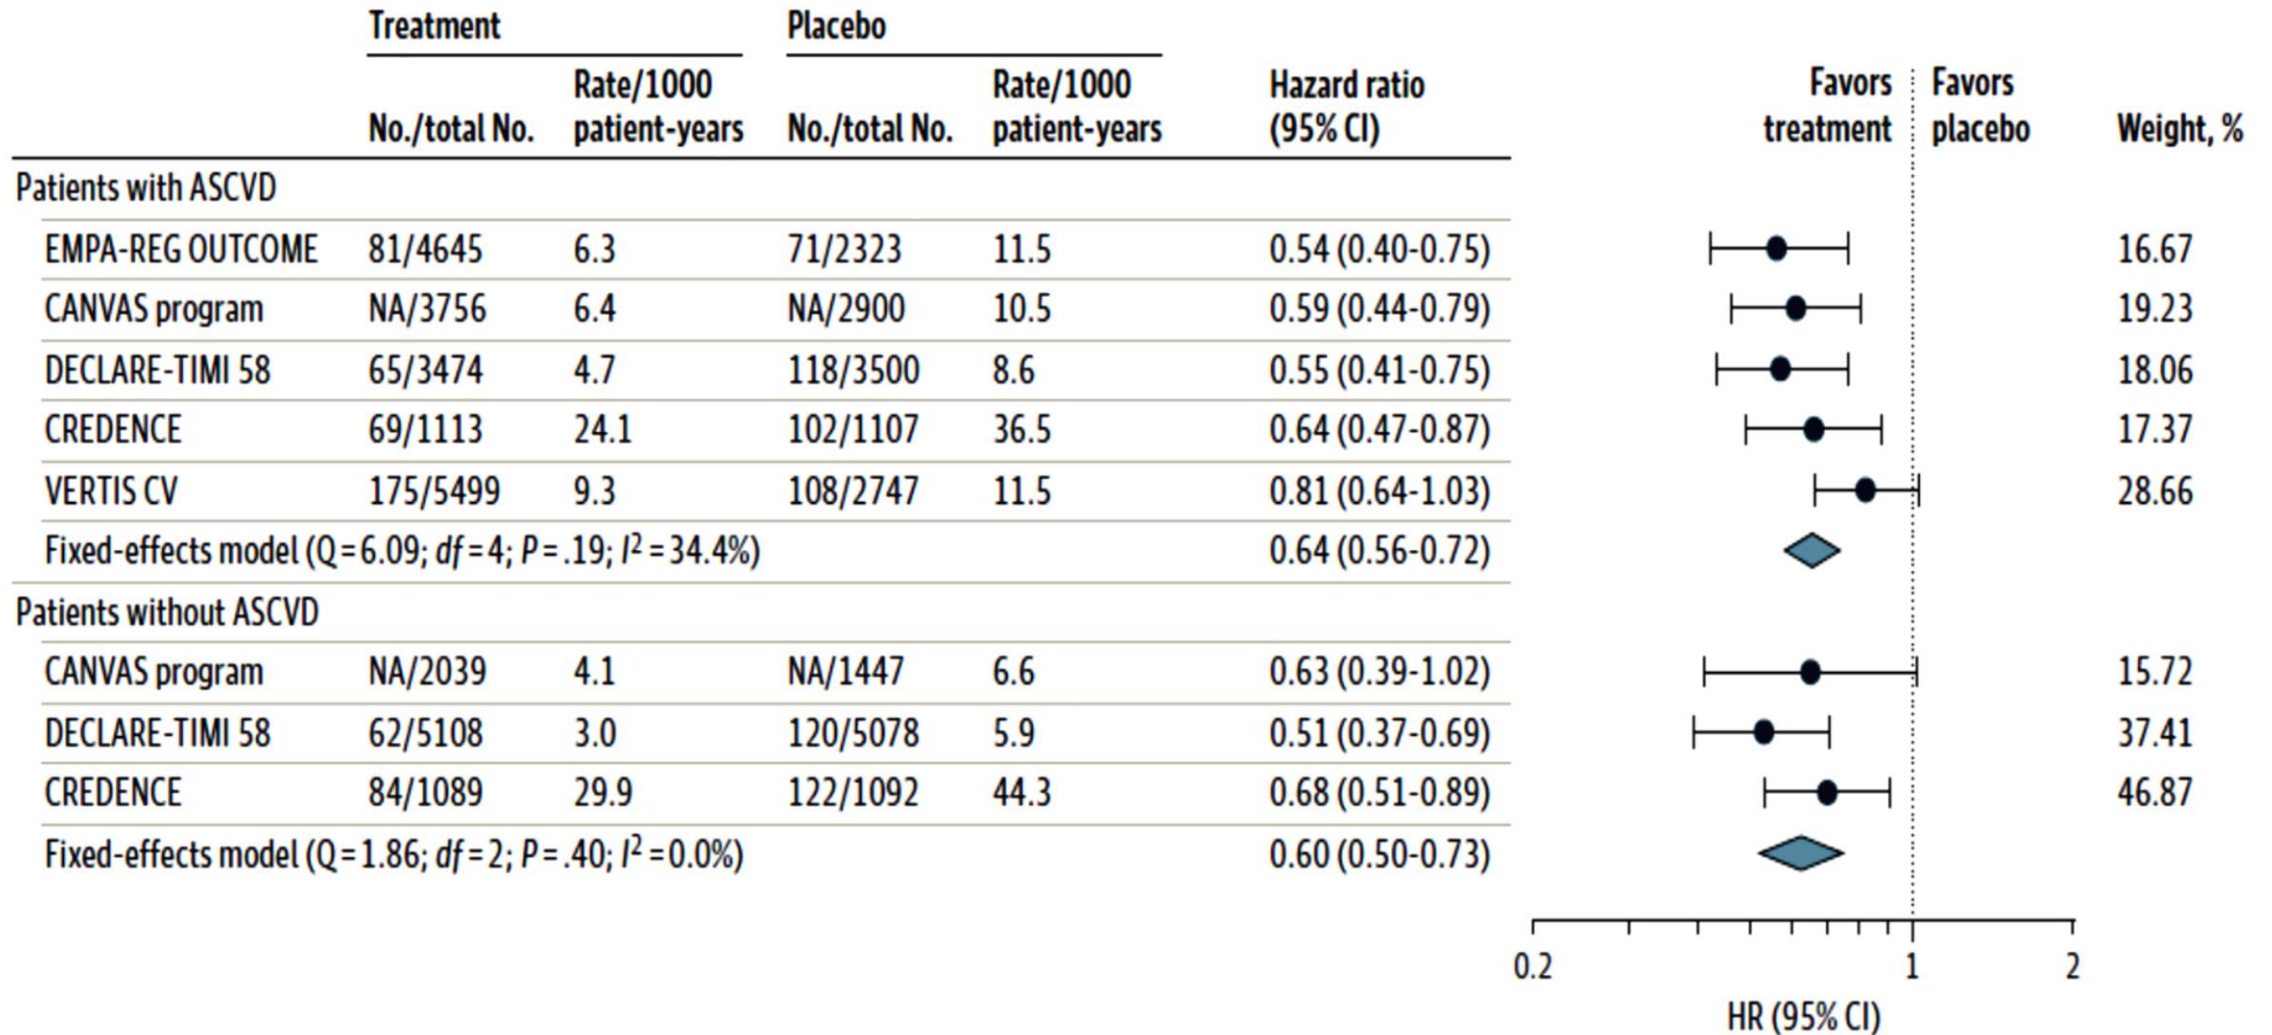 Treatment Placebo
Rate/1000 Rate/1000 Hazard ratio Favors Favors
No./total No. patient-years No./total No. patient-years (95% CI) treatment placebo Weight, %
Patients with ASCVD
EMPA-REG OUTCOME 81/4645 6.3 71/2323 11.5 0.54 (0.40-0.75) 16.67
CANVAS program NA/3756 6.4 NA/2900 10.5 0.59 (0.44-0.79) 19.23
DECLARE-TIMI 58 65/3474 4.7 118/3500 8.6 0.55 (0.41-0.75) 18.06
CREDENCE 69/1113 24.1 102/1107 36.5 0.64 (0.47-0.87) 17.37
VERTIS CV 175/5499 9.3 108/2747 11.5 0.81 (0.64-1.03) 28.66
Fixed-effects model (Q=6.09; df=4; P=.19; I²=34.4%) 0.64 (0.56-0.72)
Patients without ASCVD
CANVAS program NA/2039 4.1 NA/1447 6.6 0.63 (0.39-1.02) 15.72
DECLARE-TIMI 58 62/5108 3.0 120/5078 5.9 0.51 (0.37-0.69) 37.41
CREDENCE 84/1089 29.9 122/1092 44.3 0.68 (0.51-0.89) 46.87
Fixed-effects model (Q=1.86; df=2; P=.40; I²=0.0%) 0.60 (0.50-0.73)
0.2 1 2
HR (95% CI)